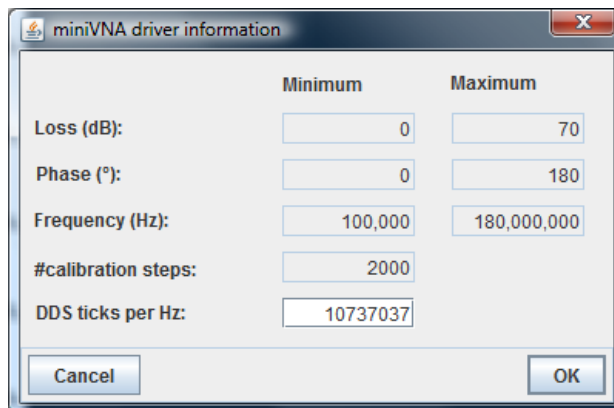 miniVNA driver information
Minimum Maximum
Loss (dB): 0 70
Phase (°): 0 180
Frequency (Hz): 100,000 180,000,000
#calibration steps: 2000
DDS ticks per Hz: 10737037
Cancel OK